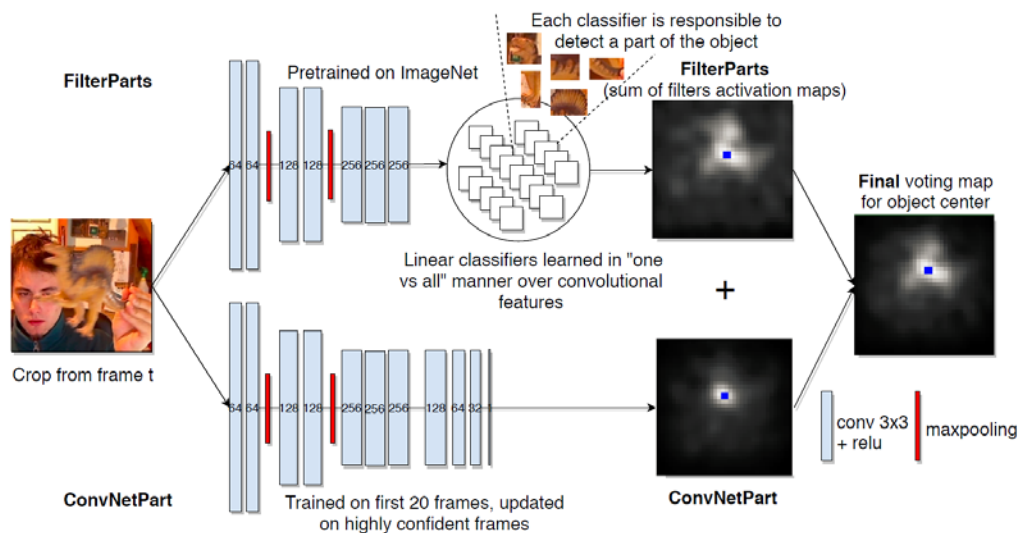 Each classifier is responsible to
detect a part of the object
FilterParts
Pretrained on ImageNet
FilterParts
(sum of filters activation maps)
64 64 128 128 256 256 256
Final voting map
for object center
Linear classifiers learned in "one
vs all" manner over convolutional
features
+
Crop from frame t
64 64 128 128 256 256 256 128 64 32
conv 3x3
+ relu
maxpooling
ConvNetPart
Trained on first 20 frames, updated
on highly confident frames
ConvNetPart